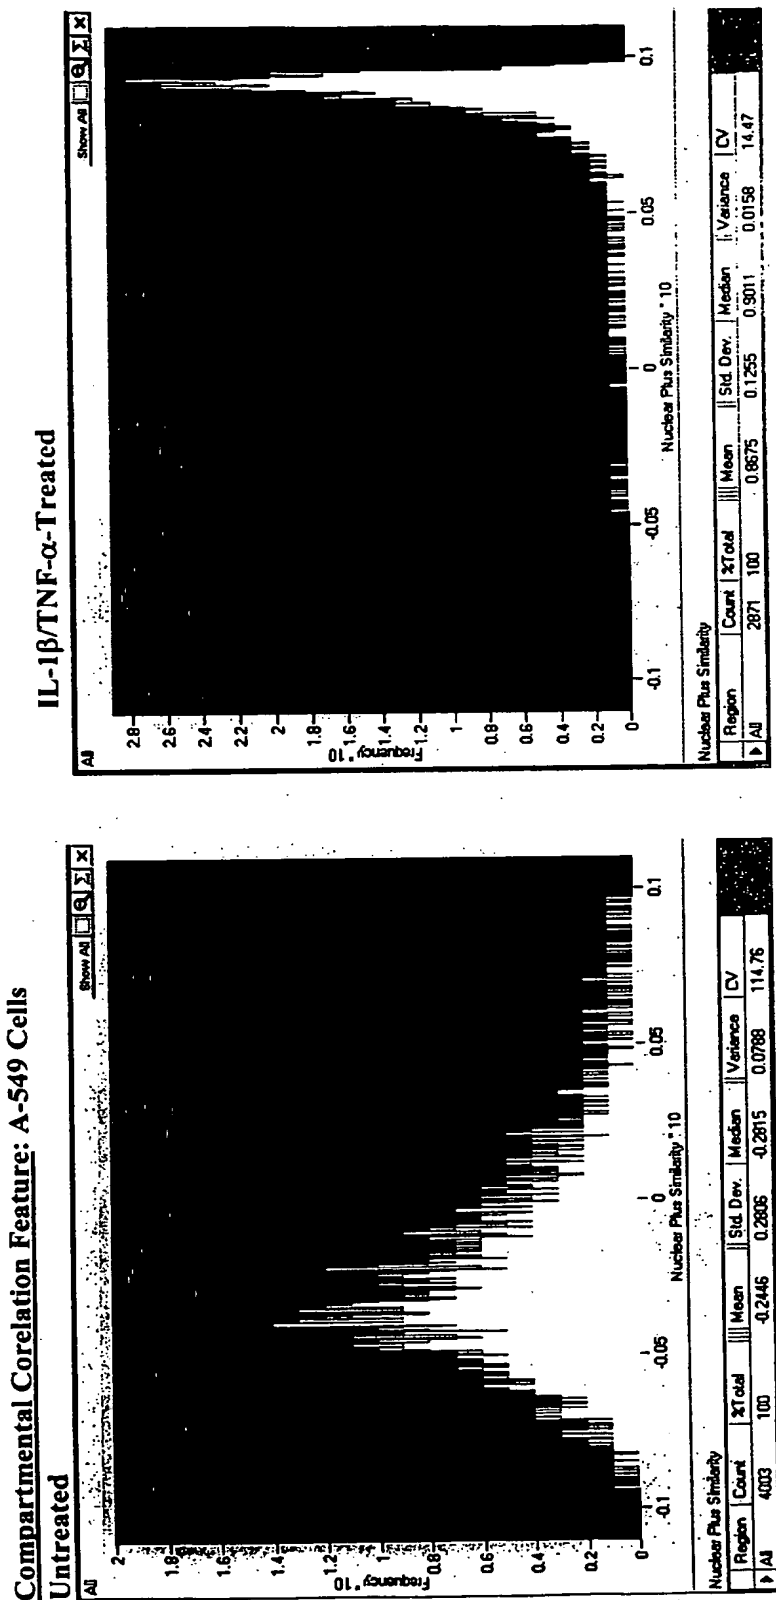 Compartmental Corelation Feature: A-549 Cells
Untreated
All
Show All Σ X
Frequency * 10
2
1.8
1.6
1.4
1.2
1
0.8
0.6
0.4
0.2
0
-0.1
-0.05
0
0.05
0.1
Nuclear Plus Similarity * 10
Nuclear Plus Similarity
Region Count %Total Mean Std. Dev. Median Variance CV
All 4003 100 -0.2446 0.2806 -0.2815 0.0788 114.76
IL-1β/TNF-α-Treated
All
Show All Σ X
Frequency * 10
2.8
2.6
2.4
2.2
2
1.8
1.6
1.4
1.2
1
0.8
0.6
0.4
0.2
0
-0.1
-0.05
0
0.05
0.1
Nuclear Plus Similarity * 10
Nuclear Plus Similarity
Region Count %Total Mean Std. Dev. Median Variance CV
All 2871 100 0.8675 0.1255 0.9011 0.0158 14.47